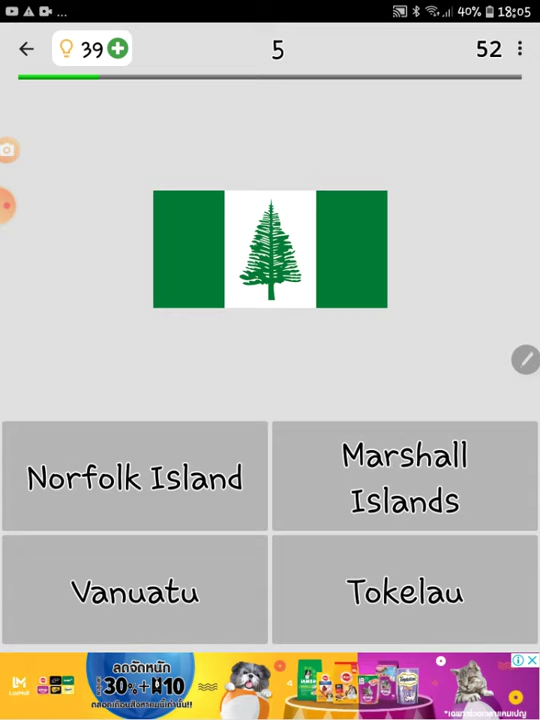 ...
40% 18:05
39
5
52
Norfolk Island
Marshall
Islands
Vanuatu
Tokelau
LazMall
ลดจัดหนัก
30%